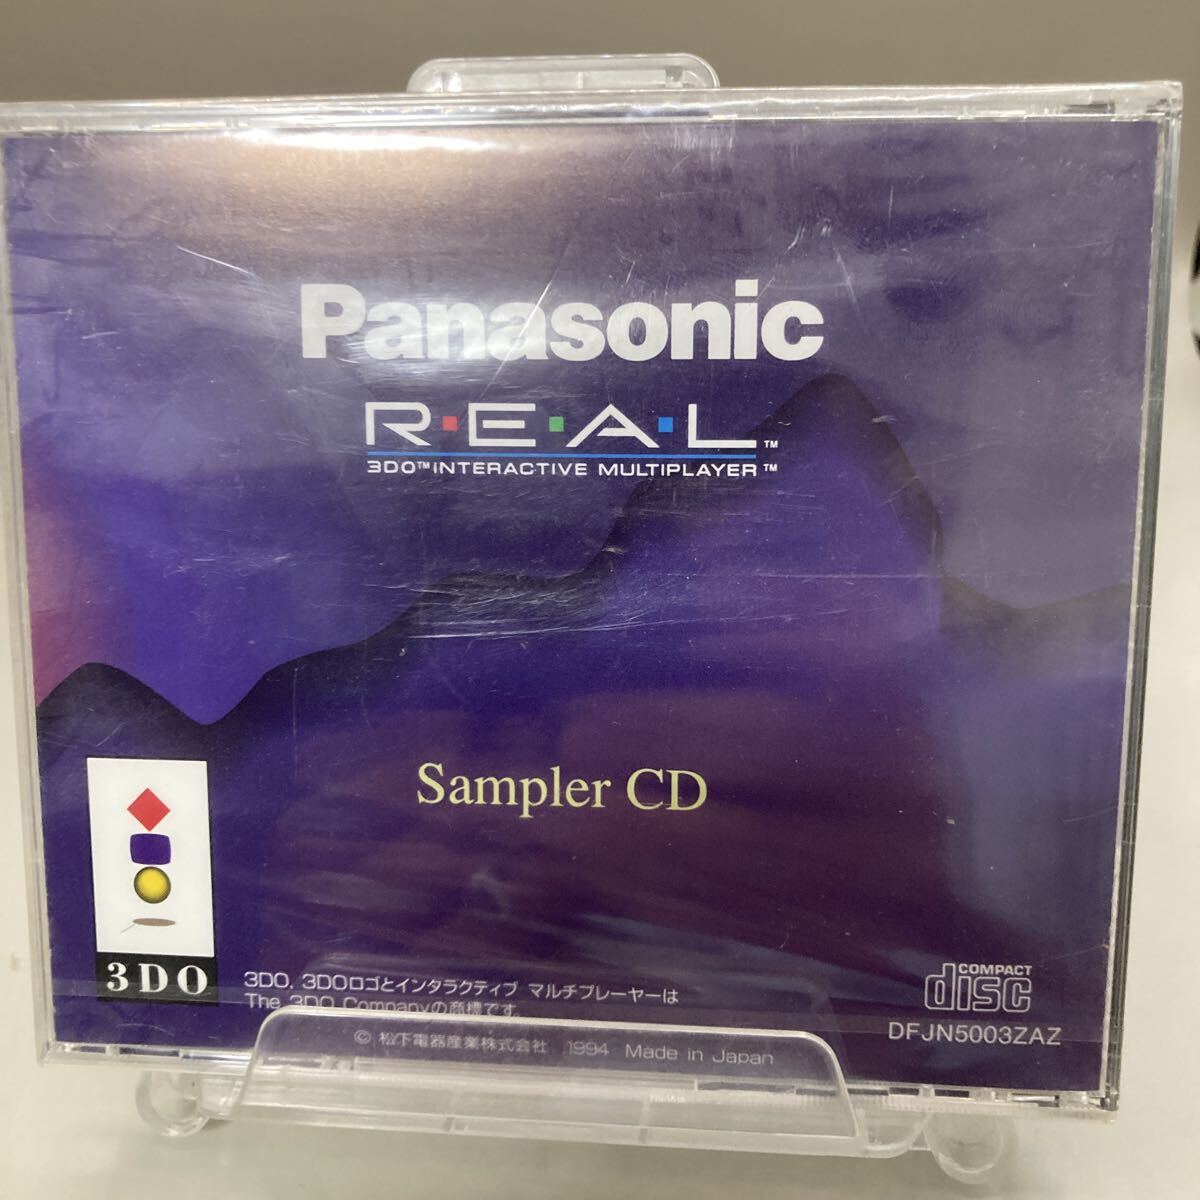 Panasonic
R·E·A·L™
3DO™ INTERACTIVE MULTIPLAYER™
Sampler CD
3DO
3DO, 3DOロゴとインタラクティブ マルチプレーヤーは
The 3DO Companyの商標です。
© 松下電器産業株式会社 1994 Made in Japan
COMPACT
disc
DFJN5003ZAZ